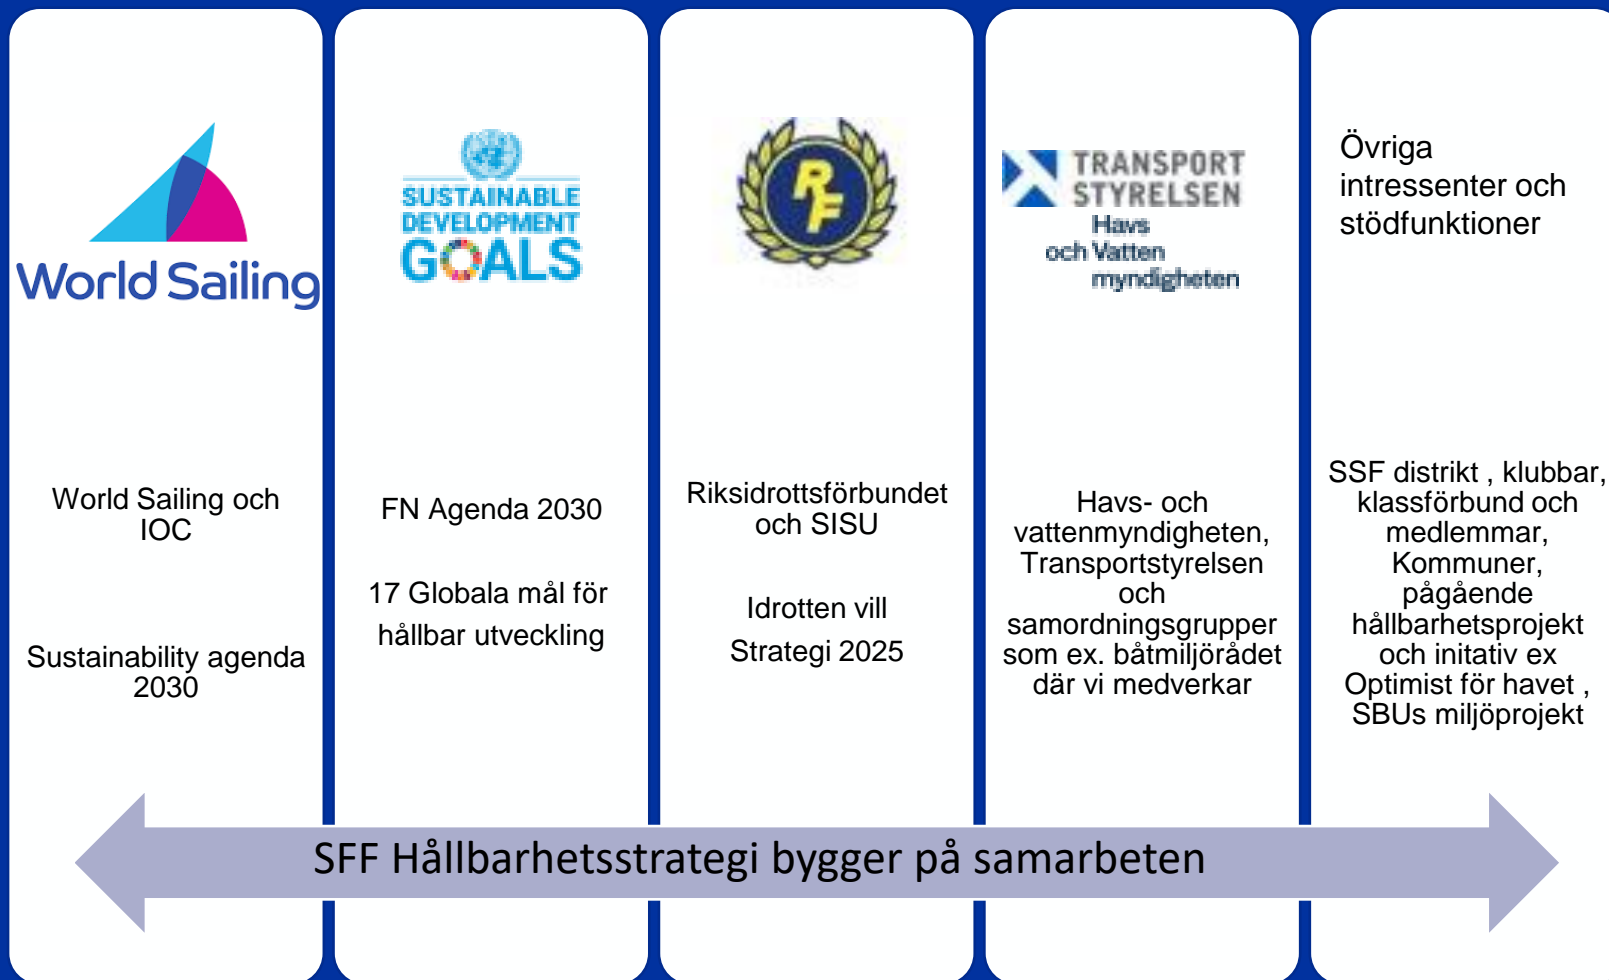 World Sailing
World Sailing och
IOC
Sustainability agenda
2030
SUSTAINABLE
DEVELOPMENT
GOALS
FN Agenda 2030
17 Globala mål för
hållbar utveckling
RF
Riksidrottsförbundet
och SISU
Idrotten vill
Strategi 2025
TRANSPORT
STYRELSEN
Havs
och Vatten
myndigheten
Havs- och
vattenmyndigheten,
Transportstyrelsen
och
samordningsgrupper
som ex. båtmiljörådet
där vi medverkar
Övriga
intressenter och
stödfunktioner
SSF distrikt , klubbar,
klassförbund och
medlemmar,
Kommuner,
pågående
hållbarhetsprojekt
och initativ ex
Optimist för havet ,
SBUs miljöprojekt
SFF Hållbarhetsstrategi bygger på samarbeten